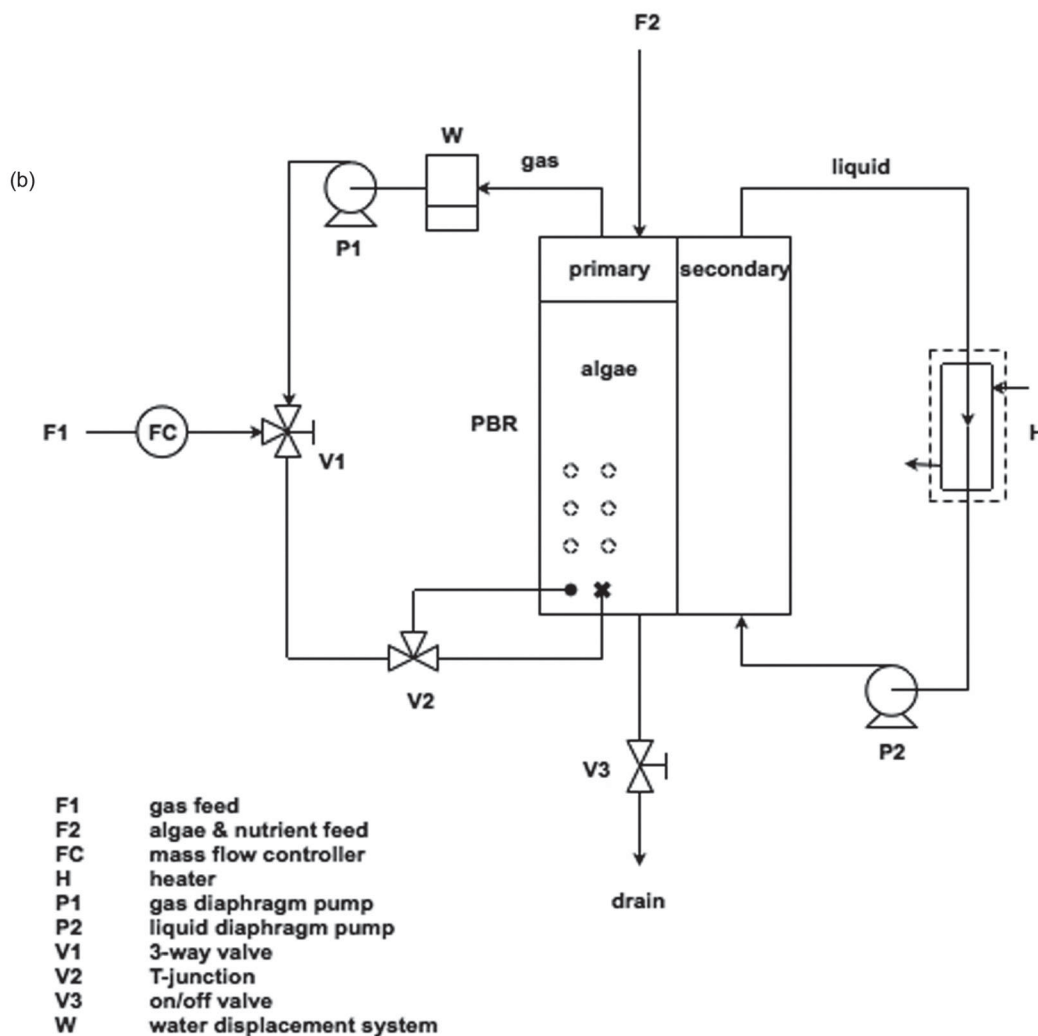 F2
(b)
W
gas
liquid
P1
primary
secondary
algae
F1
FC
V1
PBR
H
V2
P2
V3
drain
F1 gas feed
F2 algae & nutrient feed
FC mass flow controller
H heater
P1 gas diaphragm pump
P2 liquid diaphragm pump
V1 3-way valve
V2 T-junction
V3 on/off valve
W water displacement system